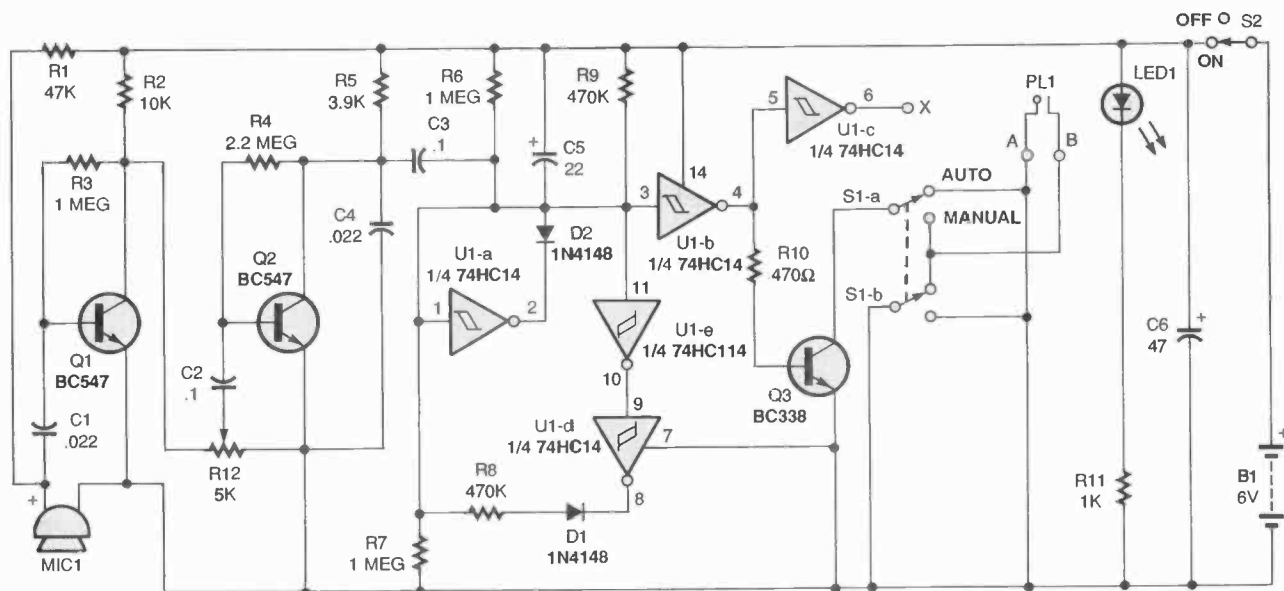 OFF
S2
ON
R1
47K
R2
10K
R5
3.9K
R6
1 MEG
R9
470K
LED1
PL1
A
B
R4
2.2 MEG
C3
.1
+
C5
22
5
6
X
U1-c
1/4 74HC14
R3
1 MEG
14
3
4
AUTO
S1-a
MANUAL
C4
.022
U1-a
1/4 74HC14
D2
1N4148
U1-b
1/4 74HC14
R10
470Ω
Q2
BC547
1
2
11
U1-e
1/4 74HC114
S1-b
+
C6
47
Q1
BC547
C2
.1
10
9
Q3
BC338
C1
.022
U1-d
1/4 74HC14
7
R12
5K
R8
470K
8
R11
1K
+
B1
6V
+
MIC1
R7
1 MEG
D1
1N4148